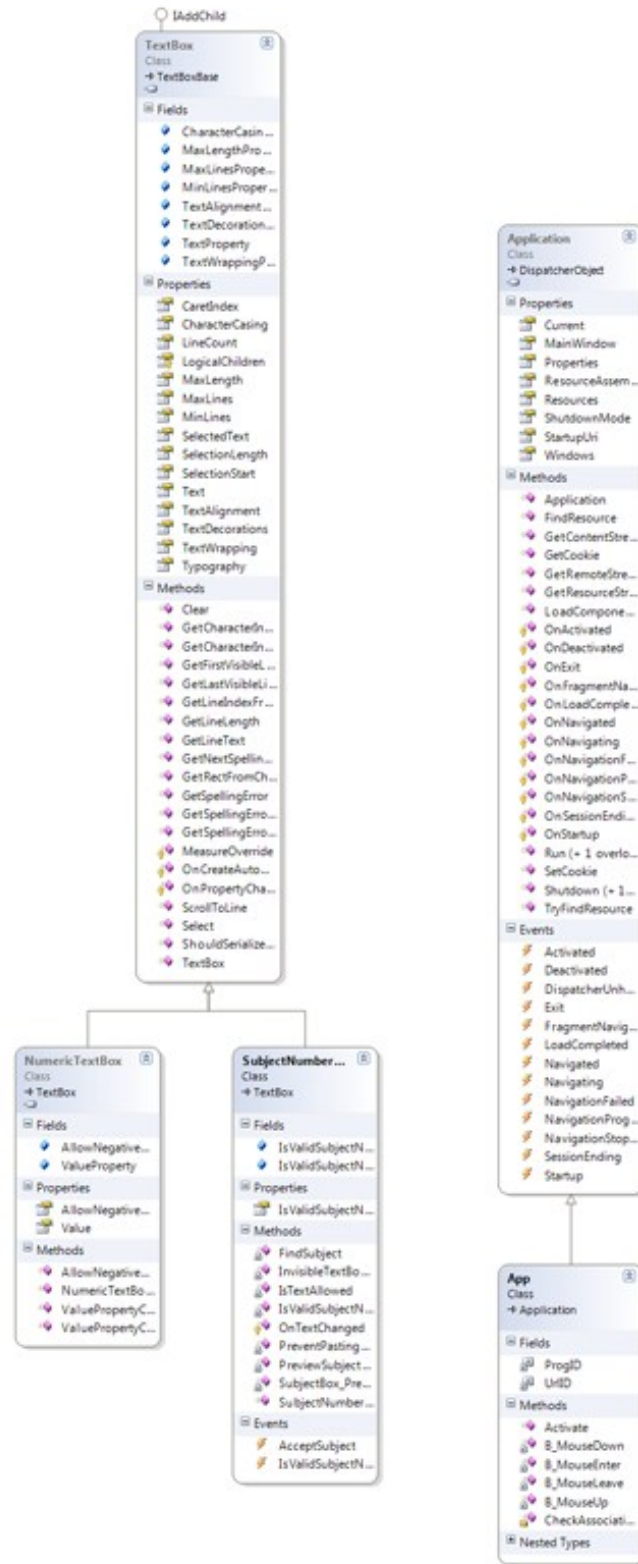 IAddChild
TextBox
Class
TextBoxBase
Fields
CharacterCasin...
MaxLengthPro...
MaxLinesPrope...
MinLinesProper...
TextAlignment...
TextDecoration...
TextProperty
TextWrappingP...
Properties
CaretIndex
CharacterCasing
LineCount
LogicalChildren
MaxLength
MaxLines
MinLines
SelectedText
SelectionLength
SelectionStart
Text
TextAlignment
TextDecorations
TextWrapping
Typography
Methods
Clear
GetCharacterIn...
GetCharacterIn...
GetFirstVisibleL...
GetLastVisibleLi...
GetLineIndexFr...
GetLineLength
GetLineText
GetNextSpellin...
GetRectFromCh...
GetSpellingError
GetSpellingErro...
GetSpellingErro...
MeasureOverride
OnCreateAuto...
OnPropertyCha...
ScrollToLine
Select
ShouldSerialize...
TextBox
NumericTextBox
Class
TextBox
Fields
AllowNegative...
ValueProperty
Properties
AllowNegative...
Value
Methods
AllowNegative...
NumericTextBo...
ValuePropertyC...
ValuePropertyC...
SubjectNumber...
Class
TextBox
Fields
IsValidSubjectN...
IsValidSubjectN...
Properties
IsValidSubjectN...
Methods
FindSubject
InvisibleTextBo...
IsTextAllowed
IsValidSubjectN...
OnTextChanged
PreventPasting...
PreviewSubject...
SubjectBox_Pre...
SubjectNumber...
Events
AcceptSubject
IsValidSubjectN...
Application
Class
DispatcherObject
Properties
Current
MainWindow
Properties
ResourceAssem...
Resources
ShutdownMode
StartupUri
Windows
Methods
Application
FindResource
GetContentStre...
GetCookie
GetRemoteStre...
GetResourceStr...
LoadCompone...
OnActivated
OnDeactivated
OnExit
OnFragmentNa...
OnLoadComple...
OnNavigated
OnNavigating
OnNavigationF...
OnNavigationP...
OnNavigationS...
OnSessionEndi...
OnStartup
Run (+ 1 overlo...
SetCookie
Shutdown (+ 1...
TryFindResource
Events
Activated
Deactivated
DispatcherUnh...
Exit
FragmentNavig...
LoadCompleted
Navigated
Navigating
NavigationFailed
NavigationProg...
NavigationStop...
SessionEnding
Startup
App
Class
Application
Fields
ProgID
UrlID
Methods
Activate
B_MouseDown
B_MouseEnter
B_MouseLeave
B_MouseUp
CheckAssociati...
Nested Types